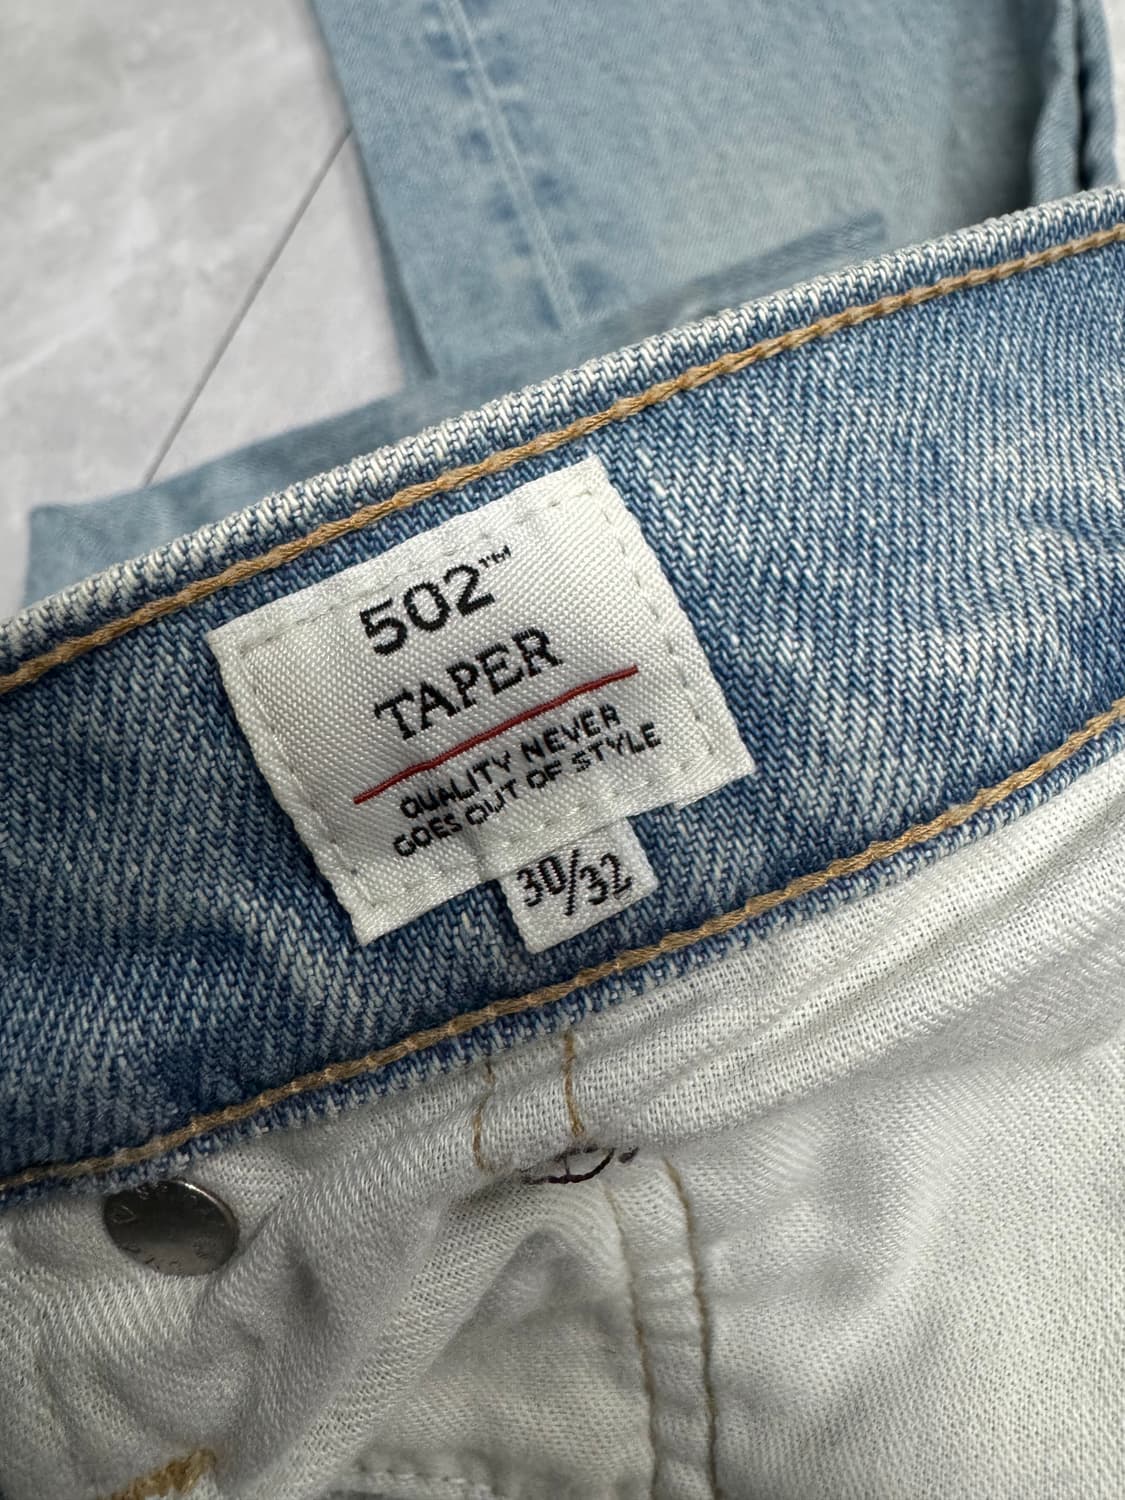 502™
TAPER
QUALITY NEVER
GOES OUT OF STYLE
30/32